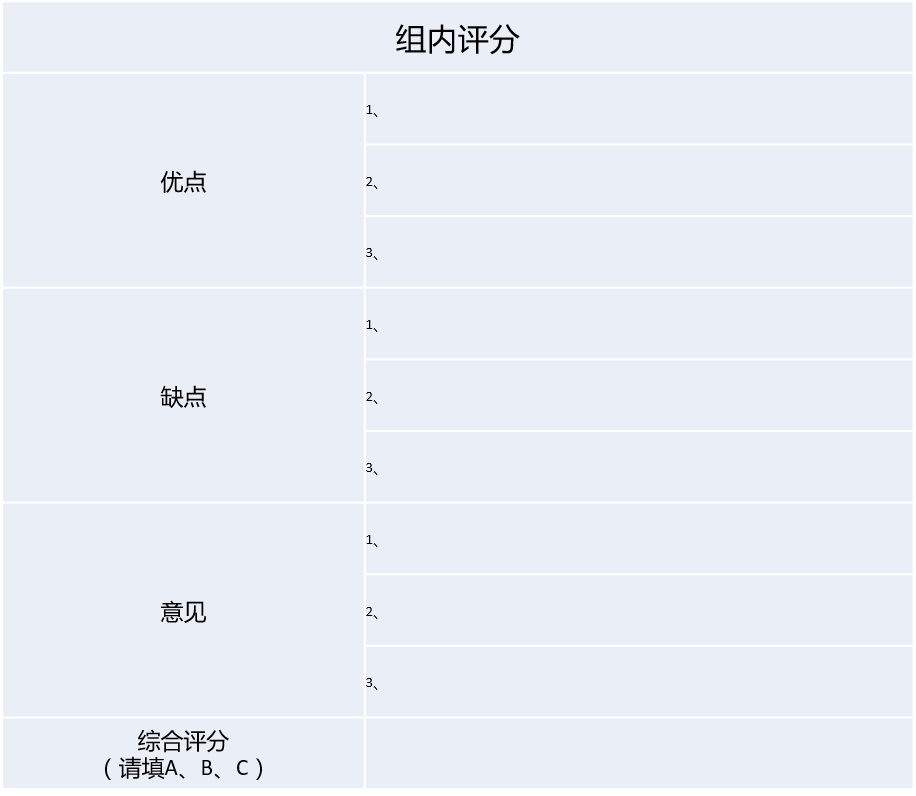 组内评分
优点
1、
2、
3、
缺点
1、
2、
3、
意见
1、
2、
3、
综合评分
（请填A、B、C）